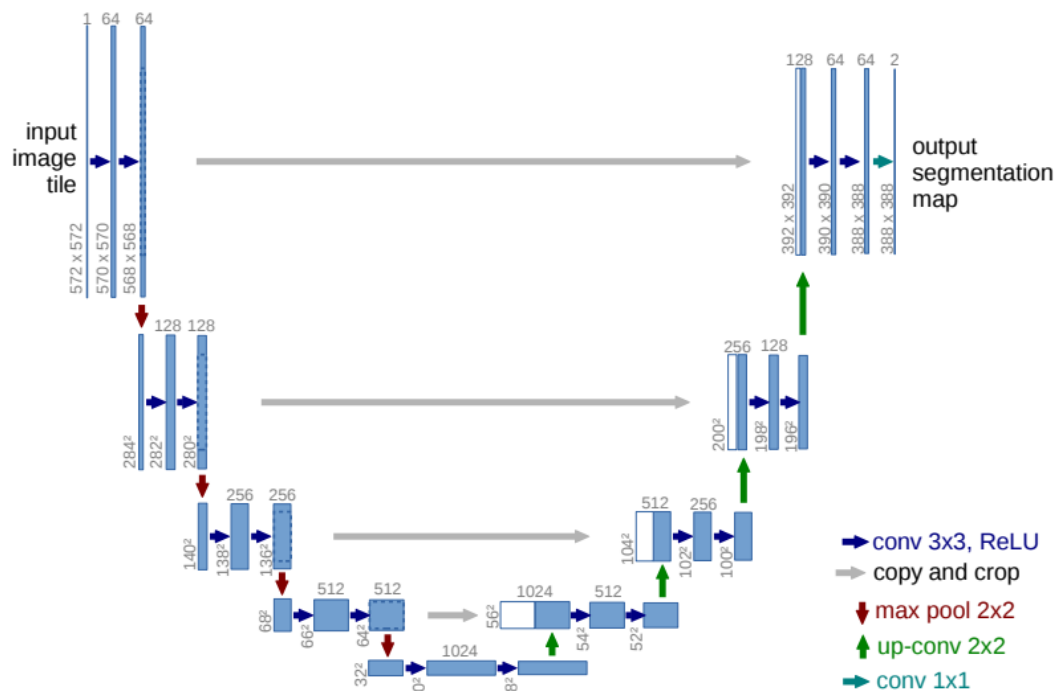 1
64
64
input
image
tile
572 x 572
570 x 570
568 x 568
128
64
64
2
output
segmentation
map
392 x 392
390 x 390
388 x 388
388 x 388
128
128
284²
282²
280²
256
128
200²
198²
196²
256
256
140²
138²
136²
512
256
104²
102²
100²
512
512
68²
66²
64²
1024
512
56²
54²
52²
1024
32²
0²
8²
conv 3x3, ReLU
copy and crop
max pool 2x2
up-conv 2x2
conv 1x1